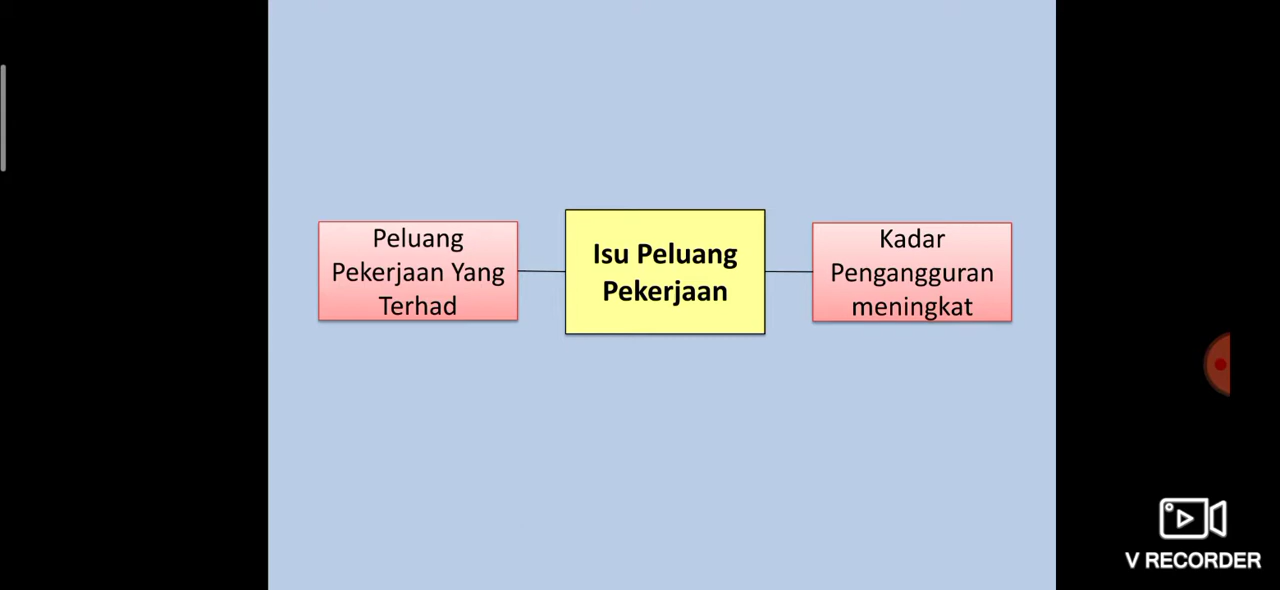 Peluang
Pekerjaan Yang
Terhad
Isu Peluang
Pekerjaan
Kadar
Pengangguran
meningkat
V RECORDER